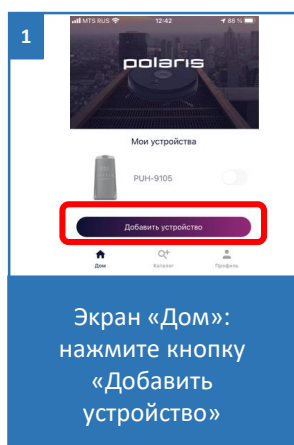 1
MTS RUS 12:42 88 %
polaris
Мои устройства
PUH-9105
Добавить устройство
Дом Каталог Профиль
Экран «Дом»:
нажмите кнопку
«Добавить
устройство»